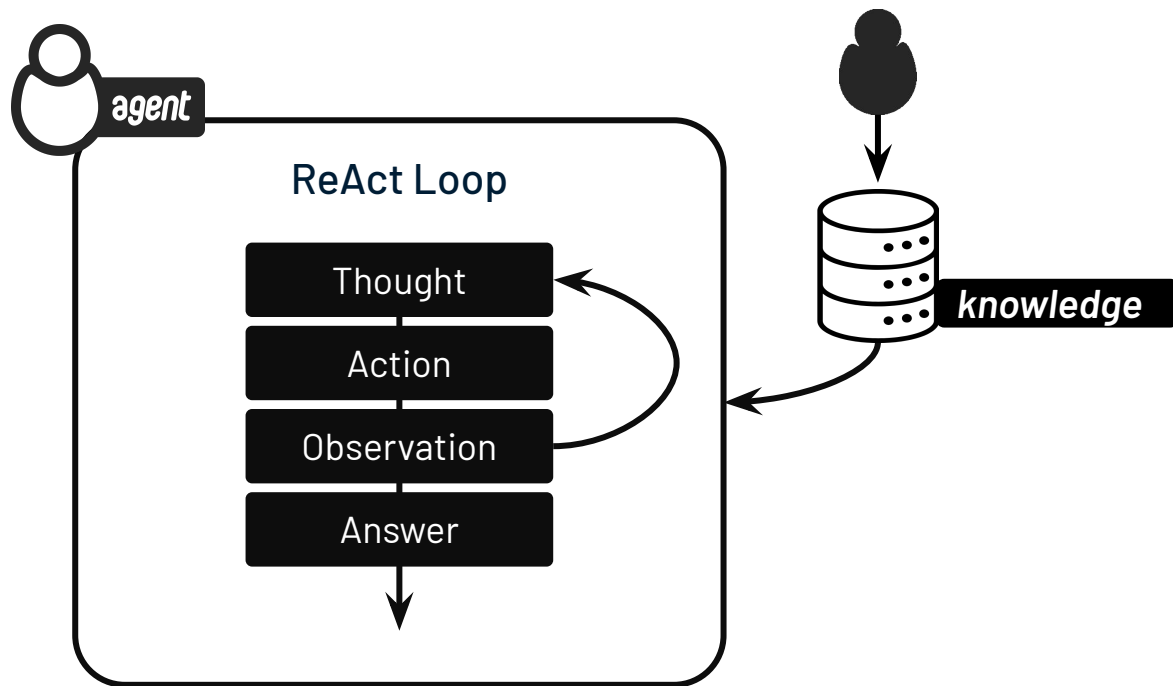 agent
ReAct Loop
Thought
Action
Observation
Answer
knowledge